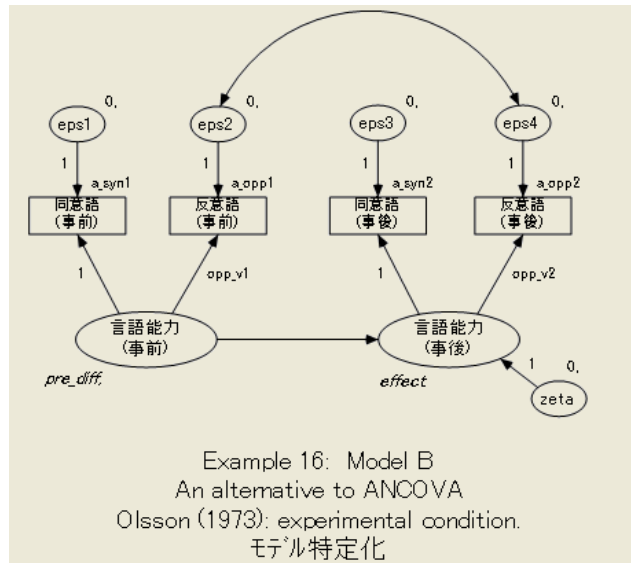 0,
0,
0,
0,
eps1
eps2
eps3
eps4
1
1
1
1
a_syn1
a_opp1
a_syn2
a_opp2
同意語
(事前)
反意語
(事前)
同意語
(事後)
反意語
(事後)
1
opp_v1
1
opp_v2
言語能力
(事前)
言語能力
(事後)
pre_diff,
effect
1
0,
zeta
Example 16: Model B
An alternative to ANCOVA
Olsson (1973): experimental condition.
モデル特定化